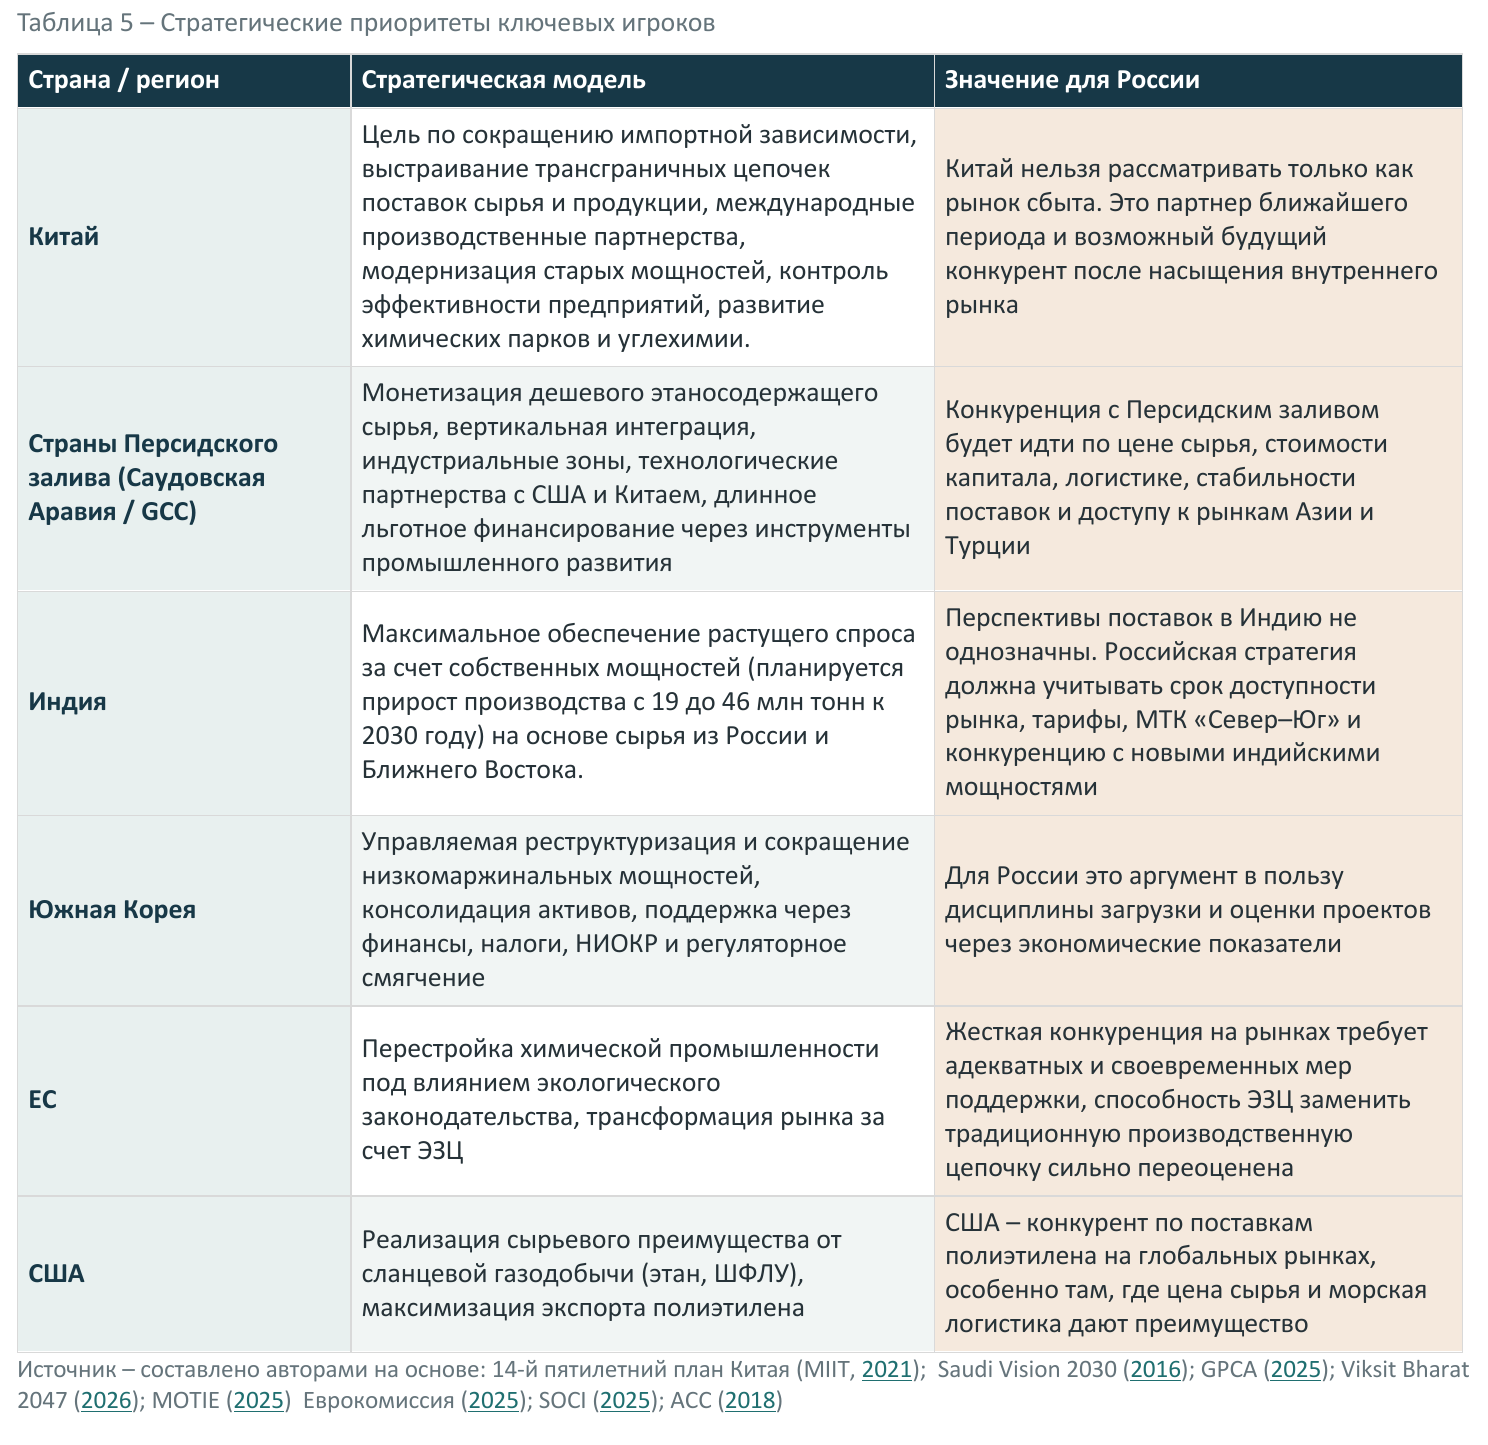 Таблица 5 – Стратегические приоритеты ключевых игроков
Страна / регион
Стратегическая модель
Значение для России
Китай
Цель по сокращению импортной зависимости,
выстраивание трансграничных цепочек
поставок сырья и продукции, международные
производственные партнерства,
модернизация старых мощностей, контроль
эффективности предприятий, развитие
химических парков и углехимии.
Китай нельзя рассматривать только как
рынок сбыта. Это партнер ближайшего
периода и возможный будущий
конкурент после насыщения внутреннего
рынка
Страны Персидского
залива (Саудовская
Аравия / GCC)
Монетизация дешевого этаносодержащего
сырья, вертикальная интеграция,
индустриальные зоны, технологические
партнерства с США и Китаем, длинное
льготное финансирование через инструменты
промышленного развития
Конкуренция с Персидским заливом
будет идти по цене сырья, стоимости
капитала, логистике, стабильности
поставок и доступу к рынкам Азии и
Турции
Индия
Максимальное обеспечение растущего спроса
за счет собственных мощностей (планируется
прирост производства с 19 до 46 млн тонн к
2030 году) на основе сырья из России и
Ближнего Востока.
Перспективы поставок в Индию не
однозначны. Российская стратегия
должна учитывать срок доступности
рынка, тарифы, МТК «Север–Юг» и
конкуренцию с новыми индийскими
мощностями
Южная Корея
Управляемая реструктуризация и сокращение
низкомаржинальных мощностей,
консолидация активов, поддержка через
финансы, налоги, НИОКР и регуляторное
смягчение
Для России это аргумент в пользу
дисциплины загрузки и оценки проектов
через экономические показатели
ЕС
Перестройка химической промышленности
под влиянием экологического
законодательства, трансформация рынка за
счет ЭЗЦ
Жесткая конкуренция на рынках требует
адекватных и своевременных мер
поддержки, способность ЭЗЦ заменить
традиционную производственную
цепочку сильно переоценена
США
Реализация сырьевого преимущества от
сланцевой газодобычи (этан, ШФЛУ),
максимизация экспорта полиэтилена
США – конкурент по поставкам
полиэтилена на глобальных рынках,
особенно там, где цена сырья и морская
логистика дают преимущество
Источник – составлено авторами на основе: 14-й пятилетний план Китая (MIIT, 2021); Saudi Vision 2030 (2016); GPCA (2025); Viksit Bharat
2047 (2026); MOTIE (2025) Еврокомиссия (2025); SOCI (2025); ACC (2018)